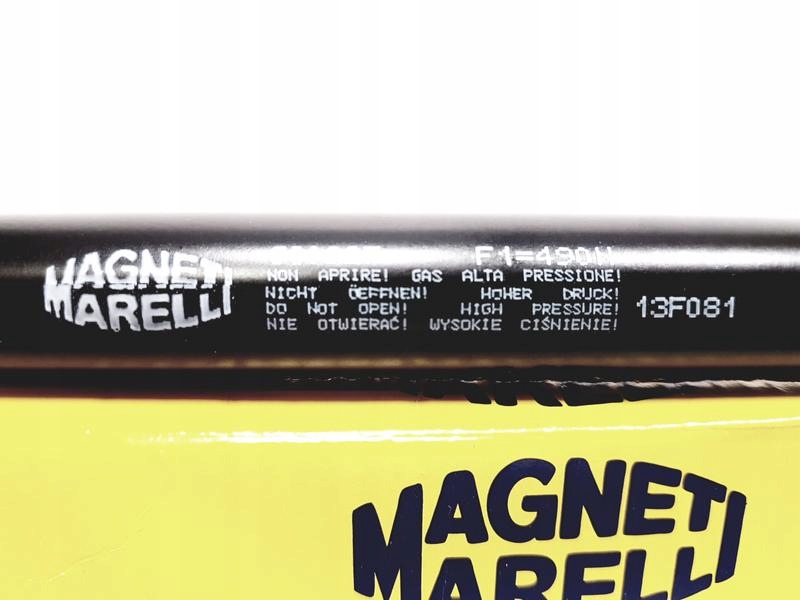 MAGNETI
MARELLI
F1=490N
NON APRIRE! GAS ALTA PRESSIONE!
NICHT ÖEFFNEN! HOHER DRUCK!
DO NOT OPEN! HIGH PRESSURE!
NIE OTWIERAĆ! WYSOKIE CIŚNIENIE!
13F081
MAGNETI
MARELLI